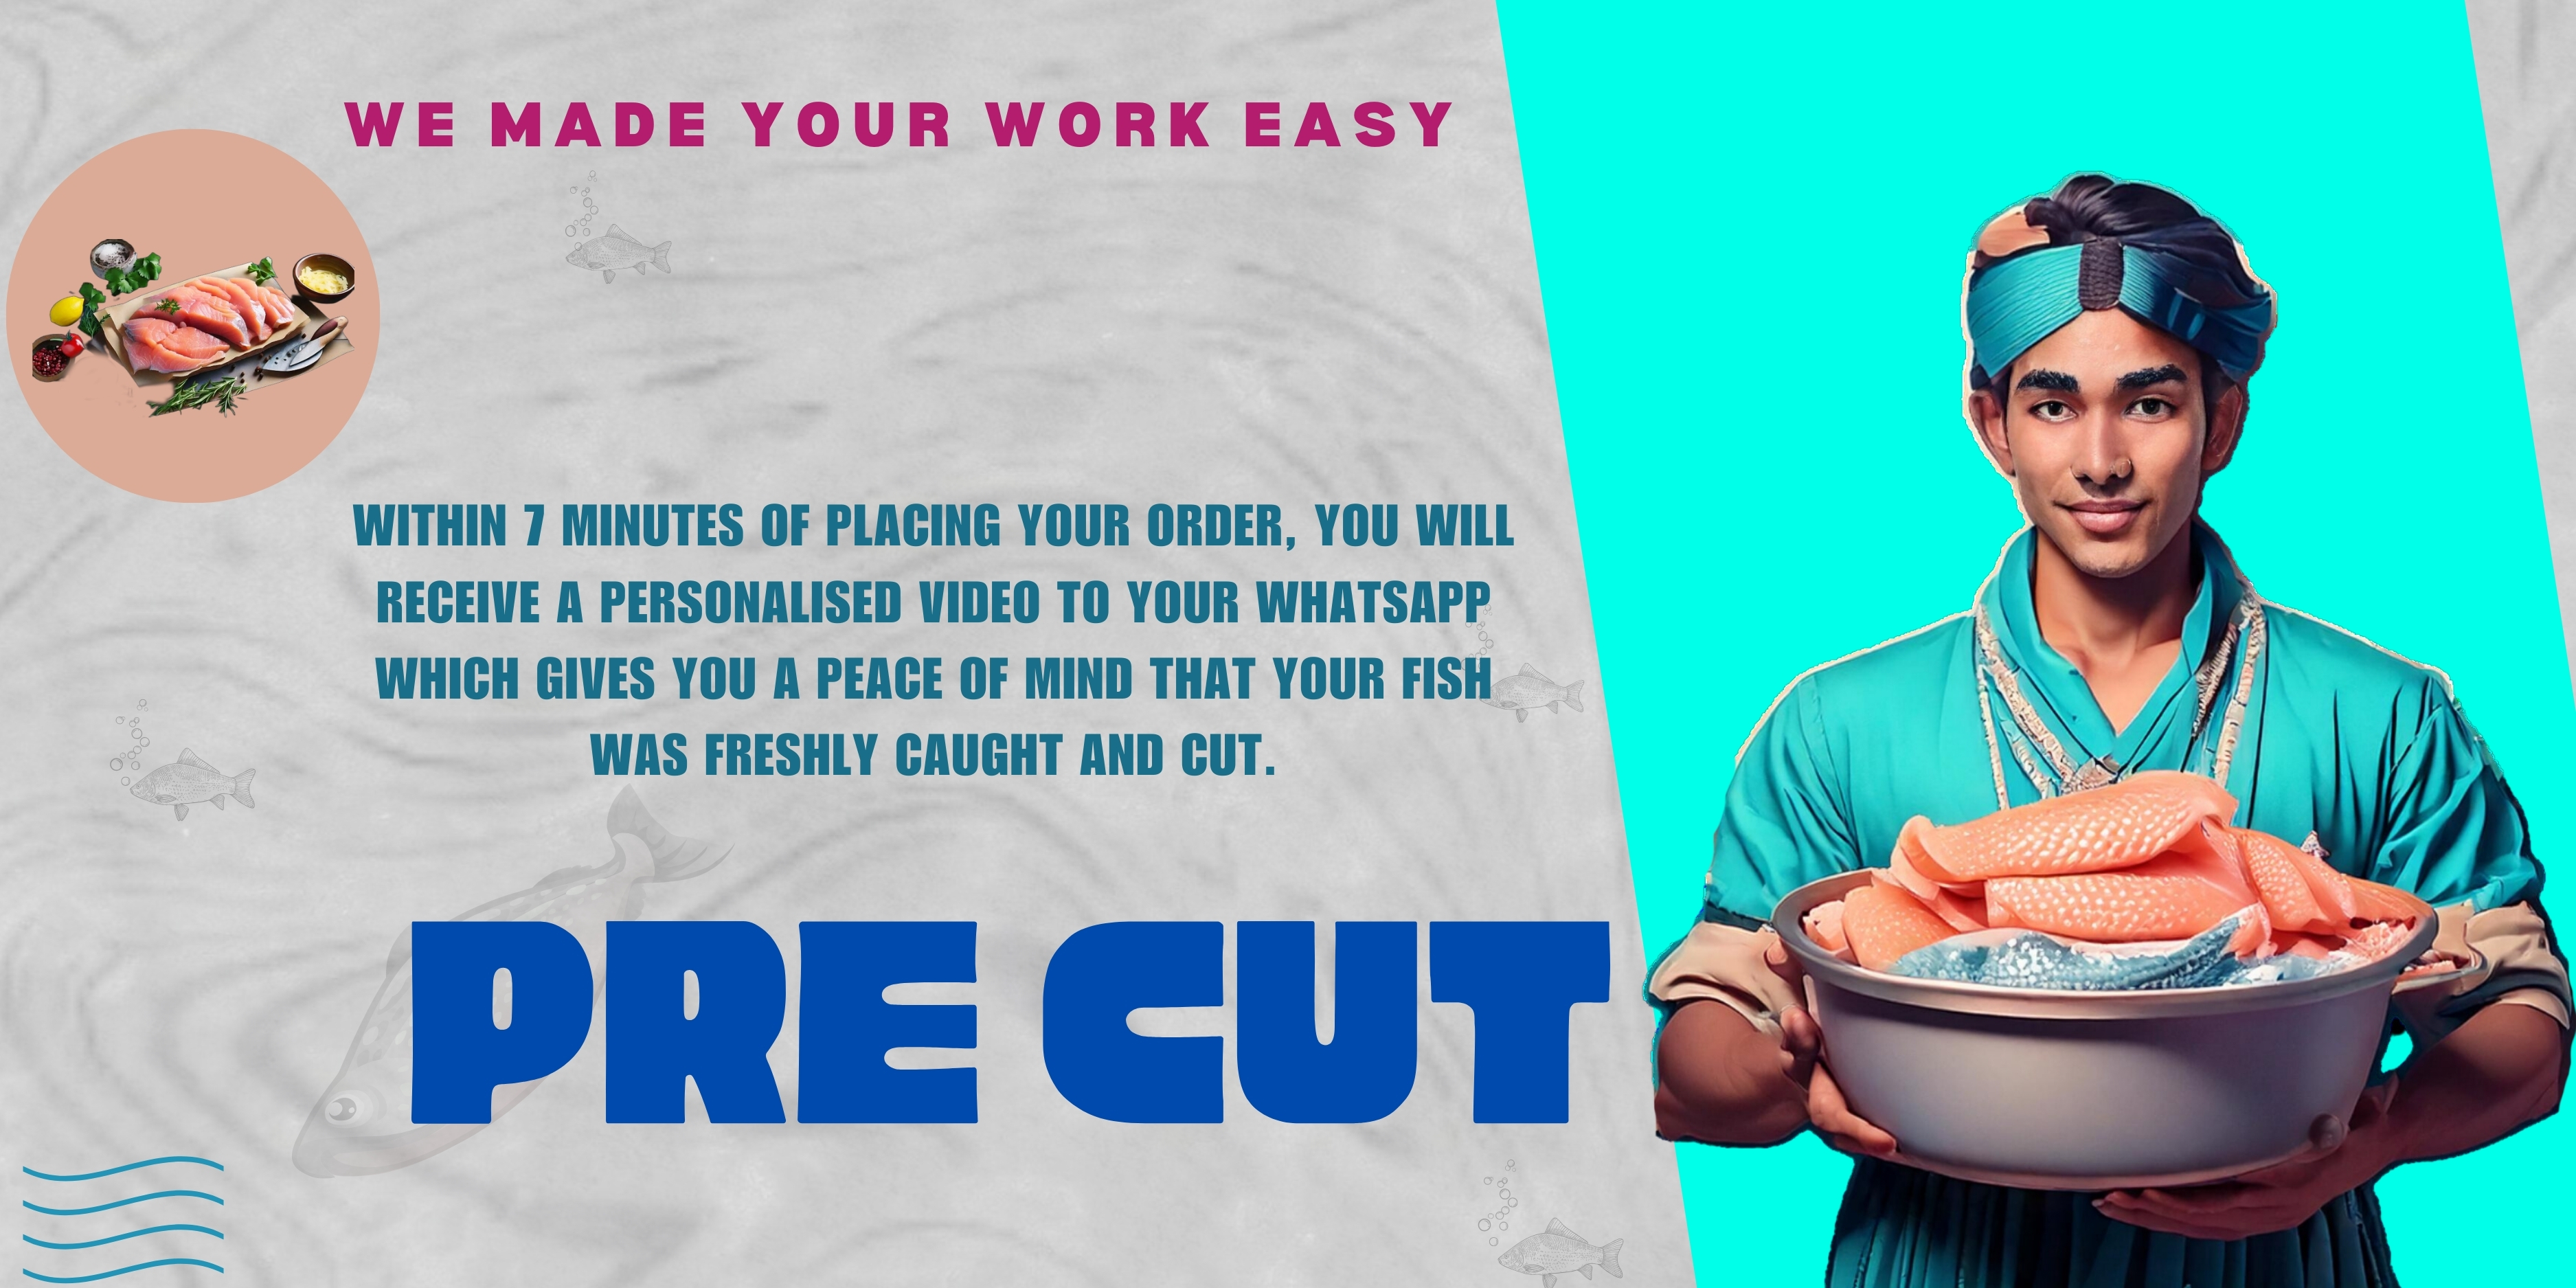 WE MADE YOUR WORK EASY
WITHIN 7 MINUTES OF PLACING YOUR ORDER, YOU WILL
RECEIVE A PERSONALISED VIDEO TO YOUR WHATSAPP
WHICH GIVES YOU A PEACE OF MIND THAT YOUR FISH
WAS FRESHLY CAUGHT AND CUT.
PRE CUT